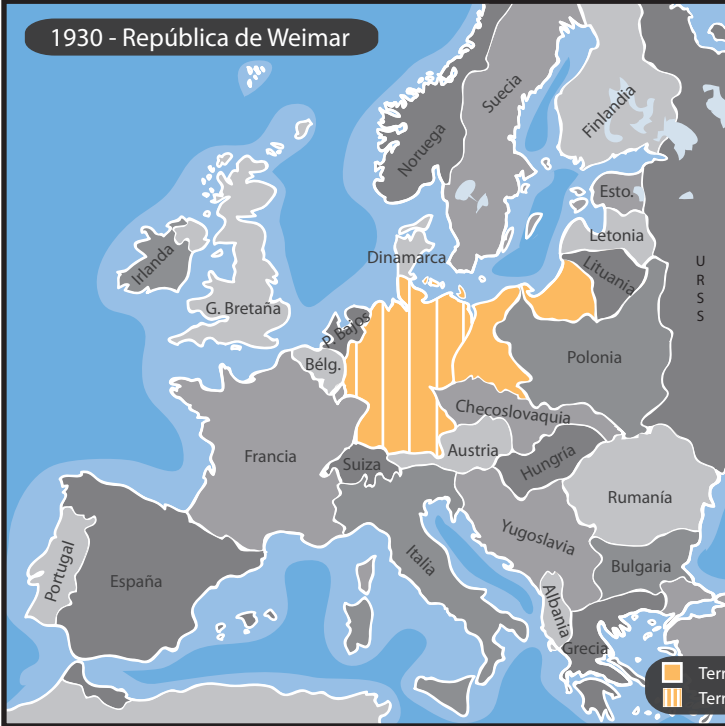 1930 - República de Weimar
Suecia
Finlandia
Noruega
Esto.
Letonia
Dinamarca
Lituania
Irlanda
U
R
S
S
G. Bretaña
P. Bajos
Bélg.
Polonia
Checoslovaquia
Francia
Suiza
Austria
Hungría
Rumanía
Yugoslavia
Italia
Portugal
España
Bulgaria
Albania
Grecia
Terr
Terr